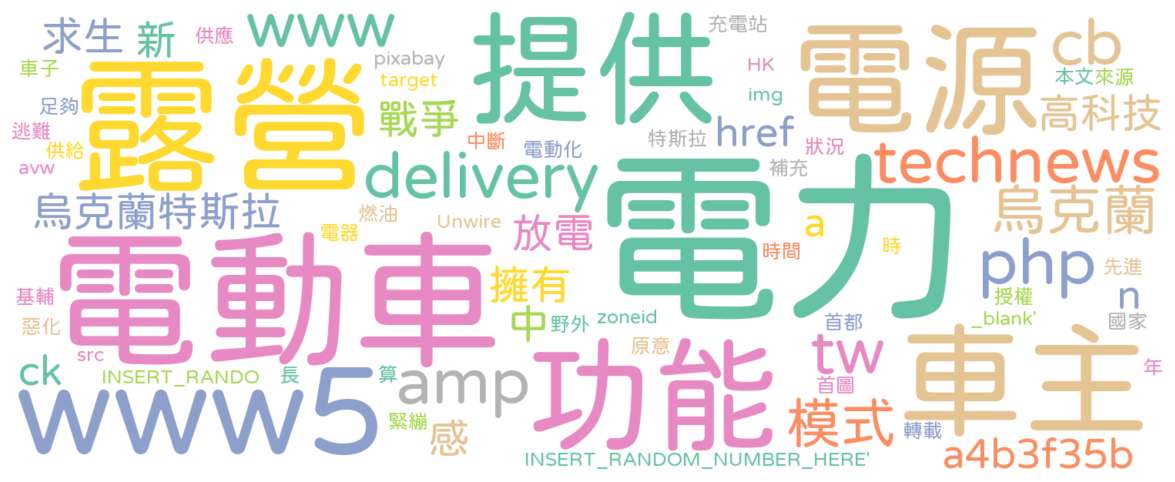 求生
新
供應
www
提供
充電站
電源
cb
車子
露營
pixabay
target
HK
本文來源
足夠
戰爭
img
高科技
逃難
供給
中斷
電動化
特斯拉
href
狀況
technews
avw
delivery
電力
補充
烏克蘭特斯拉
燃油
Unwire
電器
放電
a
時間
時
烏克蘭
電動車
php
先進
基輔
擁有
授權
n
惡化
中
野外
zoneid
首都
_blank'
國家
src
原意
車主
ck
INSERT_RANDO
長
算
amp
功能
tw
首圖
年
www5
緊繃
感
模式
轉載
INSERT_RANDOM_NUMBER_HERE'
a4b3f35b